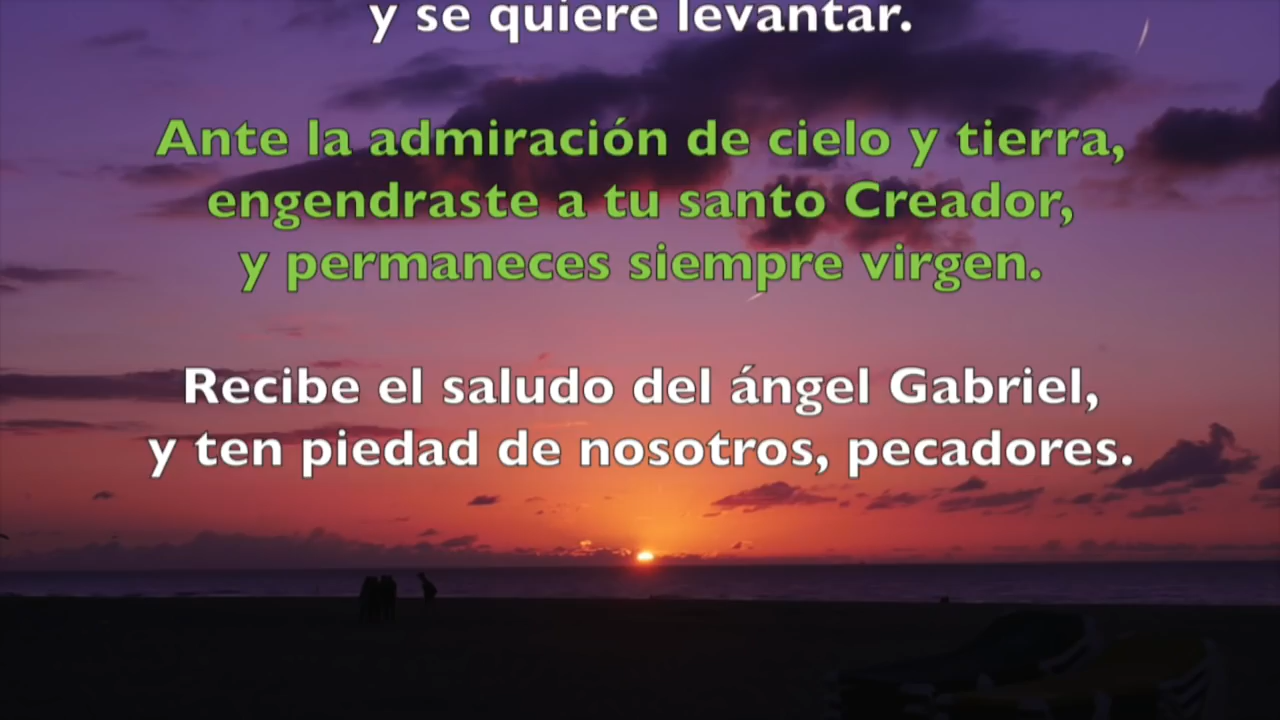 y se quiere levantar.
Ante la admiración de cielo y tierra,
engendraste a tu santo Creador,
y permaneces siempre virgen.
Recibe el saludo del ángel Gabriel,
y ten piedad de nosotros, pecadores.